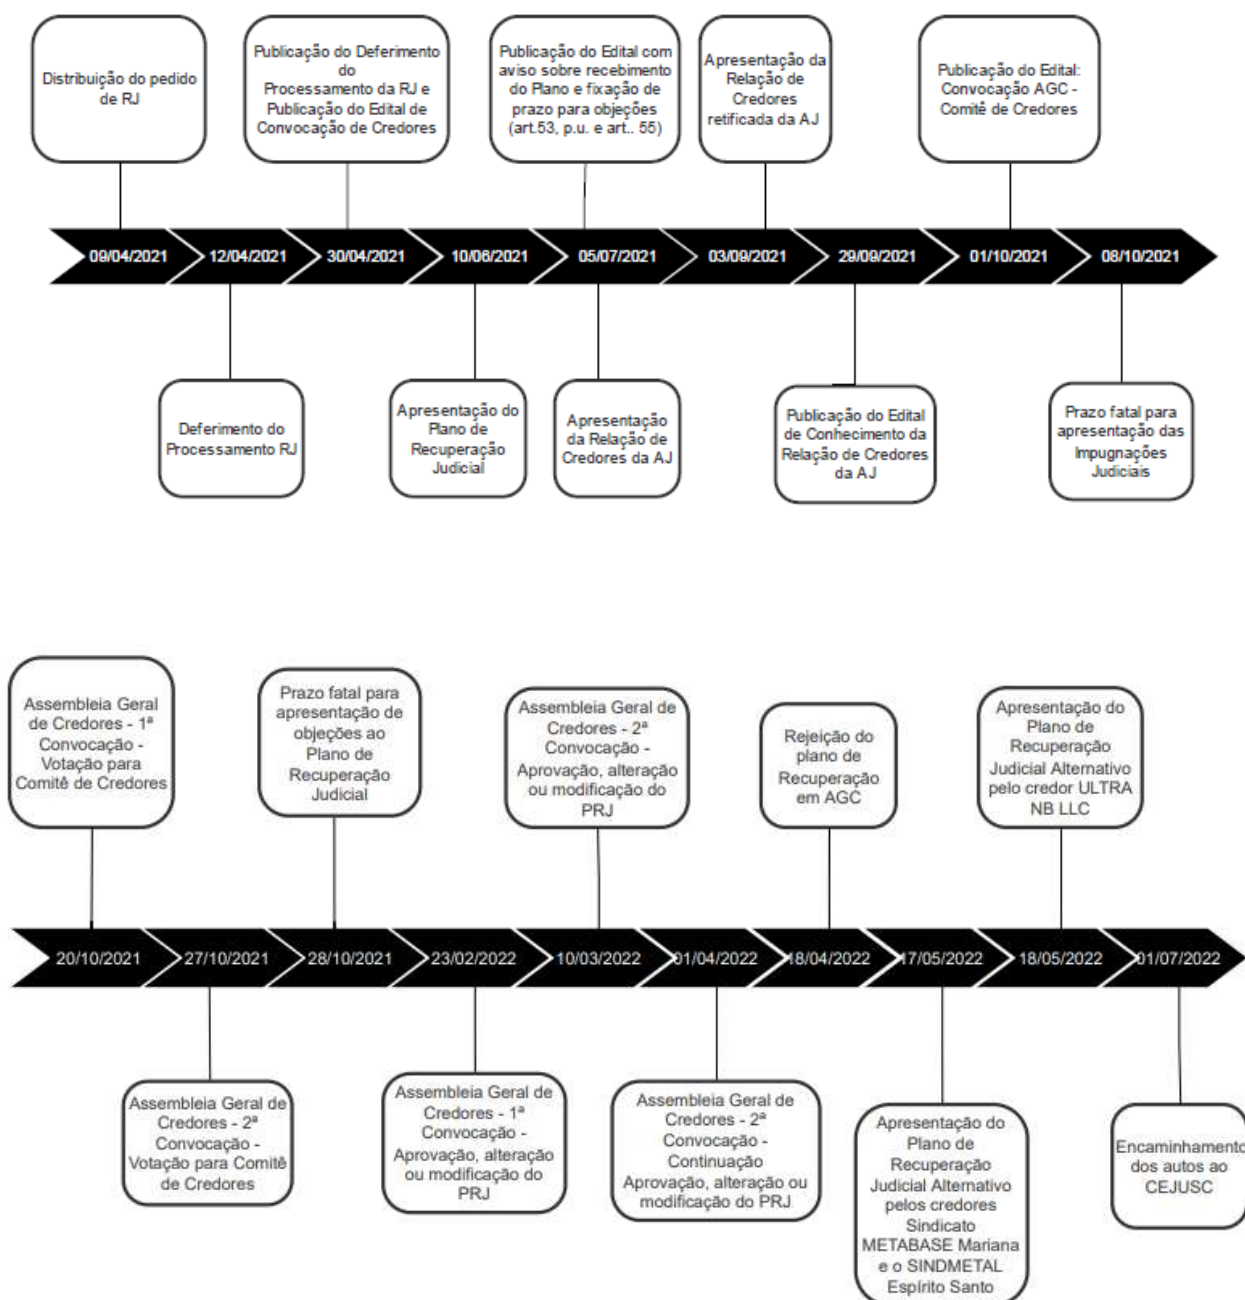 Distribuição do pedido
de RJ
Publicação do Deferimento
do
Processamento da RJ e
Publicação do Edital de
Convocação de Credores
Publicação do Edital com
aviso sobre recebimento
do Plano e fixação de
prazo para objeções
(art.53, p.u. e art.. 55)
Apresentação da
Relação de
Credores
retificada da AJ
Publicação do Edital:
Convocação AGC -
Comitê de Credores
09/04/2021
12/04/2021
30/04/2021
10/06/2021
05/07/2021
03/09/2021
29/09/2021
01/10/2021
08/10/2021
Deferimento do
Processamento RJ
Apresentação do
Plano de
Recuperação
Judicial
Apresentação
da Relação de
Credores da AJ
Publicação do Edital
de Conhecimento da
Relação de Credores
da AJ
Prazo fatal para
apresentação das
Impugnações
Judiciais
Assembleia Geral
de Credores - 1ª
Convocação -
Votação para
Comitê de Credores
Prazo fatal para
apresentação de
objeções ao
Plano de
Recuperação
Judicial
Assembleia Geral de
Credores - 2ª
Convocação -
Aprovação, alteração
ou modificação do
PRJ
Rejeição do
plano de
Recuperação
em AGC
Apresentação do
Plano de
Recuperação
Judicial Alternativo
pelo credor ULTRA
NB LLC
20/10/2021
27/10/2021
28/10/2021
23/02/2022
10/03/2022
01/04/2022
18/04/2022
17/05/2022
18/05/2022
01/07/2022
Assembleia Geral de
Credores - 2ª
Convocação -
Votação para Comitê
de Credores
Assembleia Geral de
Credores - 1ª
Convocação -
Aprovação, alteração
ou modificação do
PRJ
Assembleia Geral de
Credores - 2ª
Convocação -
Continuação
Aprovação, alteração ou
modificação do PRJ
Apresentação do
Plano de
Recuperação
Judicial Alternativo
pelos credores
Sindicato
METABASE Mariana
e o SINDMETAL
Espírito Santo
Encaminhamento
dos autos ao
CEJUSC